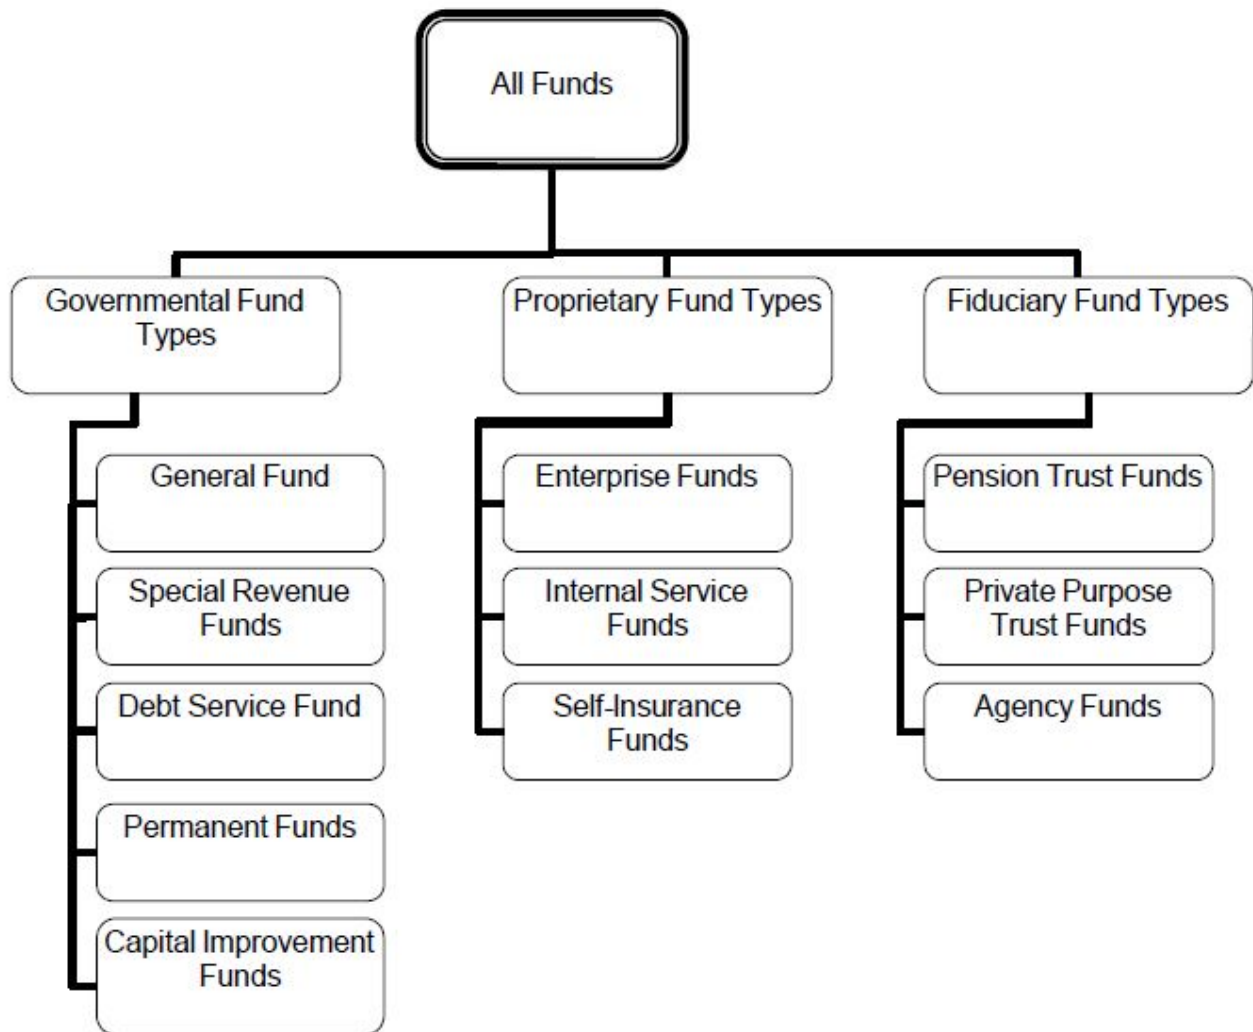 All Funds
Governmental Fund
Types
Proprietary Fund Types
Fiduciary Fund Types
General Fund
Special Revenue
Funds
Debt Service Fund
Permanent Funds
Capital Improvement
Funds
Enterprise Funds
Internal Service
Funds
Self-Insurance
Funds
Pension Trust Funds
Private Purpose
Trust Funds
Agency Funds